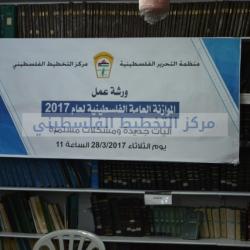 منظمة التحرير الفلسطينية
مركز التخطيط الفلسطيني
ورشة عمل
الموازنة العامة الفلسطينية لعام 2017
مركز التخطيط الفلسطيني
آليات جديدة ومشكلات مستمرة
يوم الثلاثاء 28/3/2017 الساعة 11